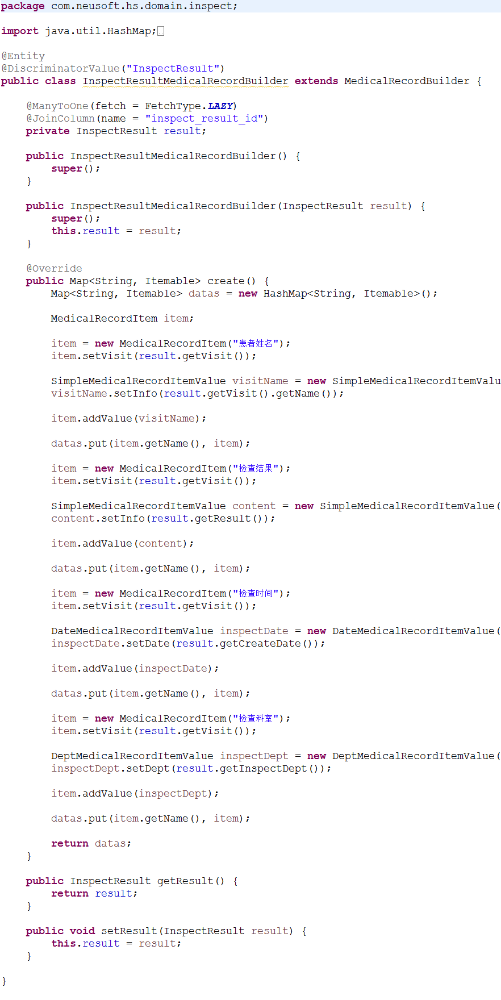 package com.neusoft.hs.domain.inspect;
import java.util.HashMap;
@Entity
@DiscriminatorValue("InspectResult")
public class InspectResultMedicalRecordBuilder extends MedicalRecordBuilder {
@ManyToOne(fetch = FetchType.LAZY)
@JoinColumn(name = "inspect_result_id")
private InspectResult result;
public InspectResultMedicalRecordBuilder() {
super();
}
public InspectResultMedicalRecordBuilder(InspectResult result) {
super();
this.result = result;
}
@Override
public Map<String, Itemable> create() {
Map<String, Itemable> datas = new HashMap<String, Itemable>();
MedicalRecordItem item;
item = new MedicalRecordItem("患者姓名");
item.setVisit(result.getVisit());
SimpleMedicalRecordItemValue visitName = new SimpleMedicalRecordItemValu
visitName.setInfo(result.getVisit().getName());
item.addValue(visitName);
datas.put(item.getName(), item);
item = new MedicalRecordItem("检查结果");
item.setVisit(result.getVisit());
SimpleMedicalRecordItemValue content = new SimpleMedicalRecordItemValue(
content.setInfo(result.getResult());
item.addValue(content);
datas.put(item.getName(), item);
item = new MedicalRecordItem("检查时间");
item.setVisit(result.getVisit());
DateMedicalRecordItemValue inspectDate = new DateMedicalRecordItemValue(
inspectDate.setDate(result.getCreateDate());
item.addValue(inspectDate);
datas.put(item.getName(), item);
item = new MedicalRecordItem("检查科室");
item.setVisit(result.getVisit());
DeptMedicalRecordItemValue inspectDept = new DeptMedicalRecordItemValue(
inspectDept.setDept(result.getInspectDept());
item.addValue(inspectDept);
datas.put(item.getName(), item);
return datas;
}
public InspectResult getResult() {
return result;
}
public void setResult(InspectResult result) {
this.result = result;
}
}